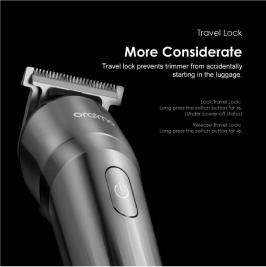 Travel Lock
More Considerate
Travel lock prevents trimmer from accidentally
starting in the luggage.
Lock Travel Lock:
Long press the switch button for 4s.
(Under power-off status)
Release Travel Lock:
Long press the switch button for 4s.
oraimo